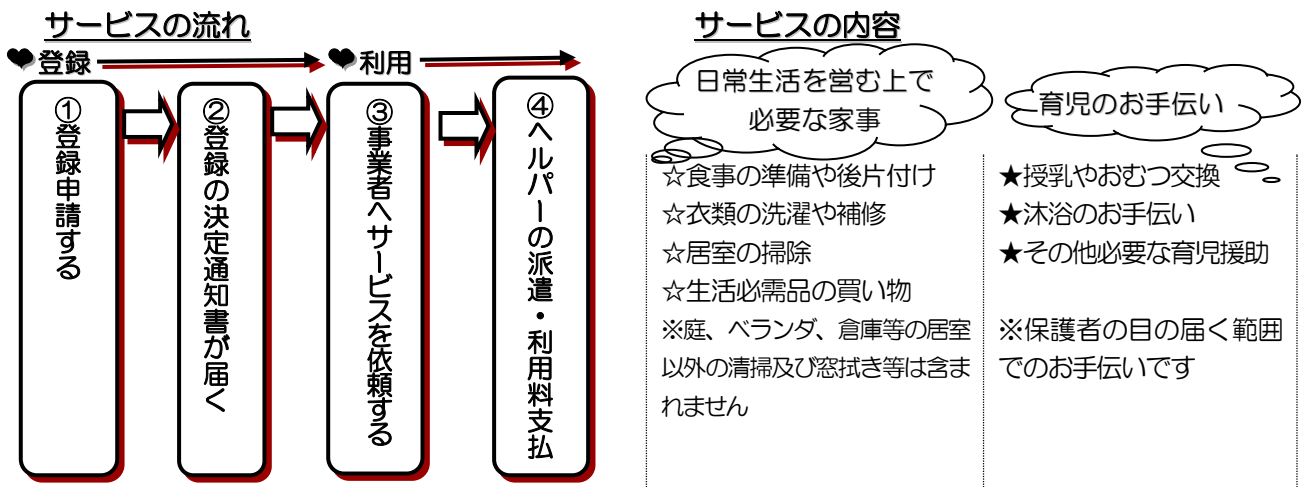 サービスの流れ
♥登録
♥利用
①登録申請する
②登録の決定通知書が届く
③事業者へサービスを依頼する
④ヘルパーの派遣・利用料支払
サービスの内容
日常生活を営む上で
必要な家事
☆食事の準備や後片付け
☆衣類の洗濯や補修
☆居室の掃除
☆生活必需品の買い物
※庭、ベランダ、倉庫等の居室
以外の清掃及び窓拭き等は含ま
れません
育児のお手伝い
★授乳やおむつ交換
★沐浴のお手伝い
★その他必要な育児援助
※保護者の目の届く範囲
でのお手伝いです